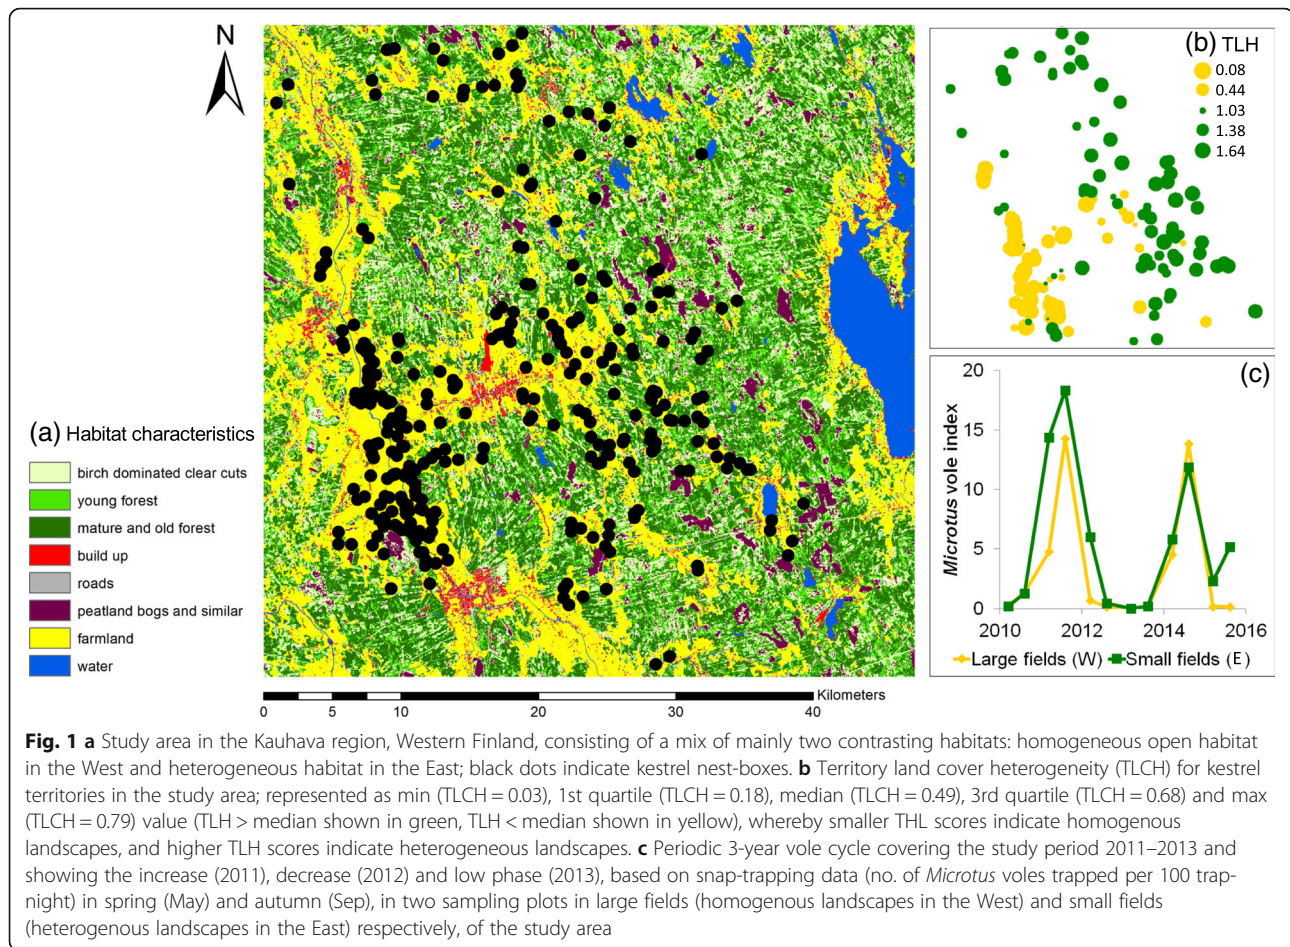 N
(a) Habitat characteristics
birch dominated clear cuts
young forest
mature and old forest
build up
roads
peatland bogs and similar
farmland
water
Kilometers
0 5 10 20 30 40
(b) TLH
0.08
0.44
1.03
1.38
1.64
(c)
Microtus vole index
20
15
10
5
0
2010 2012 2014 2016
Large fields (W) Small fields (E)
Fig. 1 a Study area in the Kauhava region, Western Finland, consisting of a mix of mainly two contrasting habitats: homogeneous open habitat
in the West and heterogeneous habitat in the East; black dots indicate kestrel nest-boxes. b Territory land cover heterogeneity (TLCH) for kestrel
territories in the study area; represented as min (TLCH = 0.03), 1st quartile (TLCH = 0.18), median (TLCH = 0.49), 3rd quartile (TLCH = 0.68) and max
(TLCH = 0.79) value (TLH > median shown in green, TLH < median shown in yellow), whereby smaller THL scores indicate homogenous
landscapes, and higher TLH scores indicate heterogeneous landscapes. c Periodic 3-year vole cycle covering the study period 2011–2013 and
showing the increase (2011), decrease (2012) and low phase (2013), based on snap-trapping data (no. of Microtus voles trapped per 100 trap-
night) in spring (May) and autumn (Sep), in two sampling plots in large fields (homogenous landscapes in the West) and small fields
(heterogenous landscapes in the East) respectively, of the study area